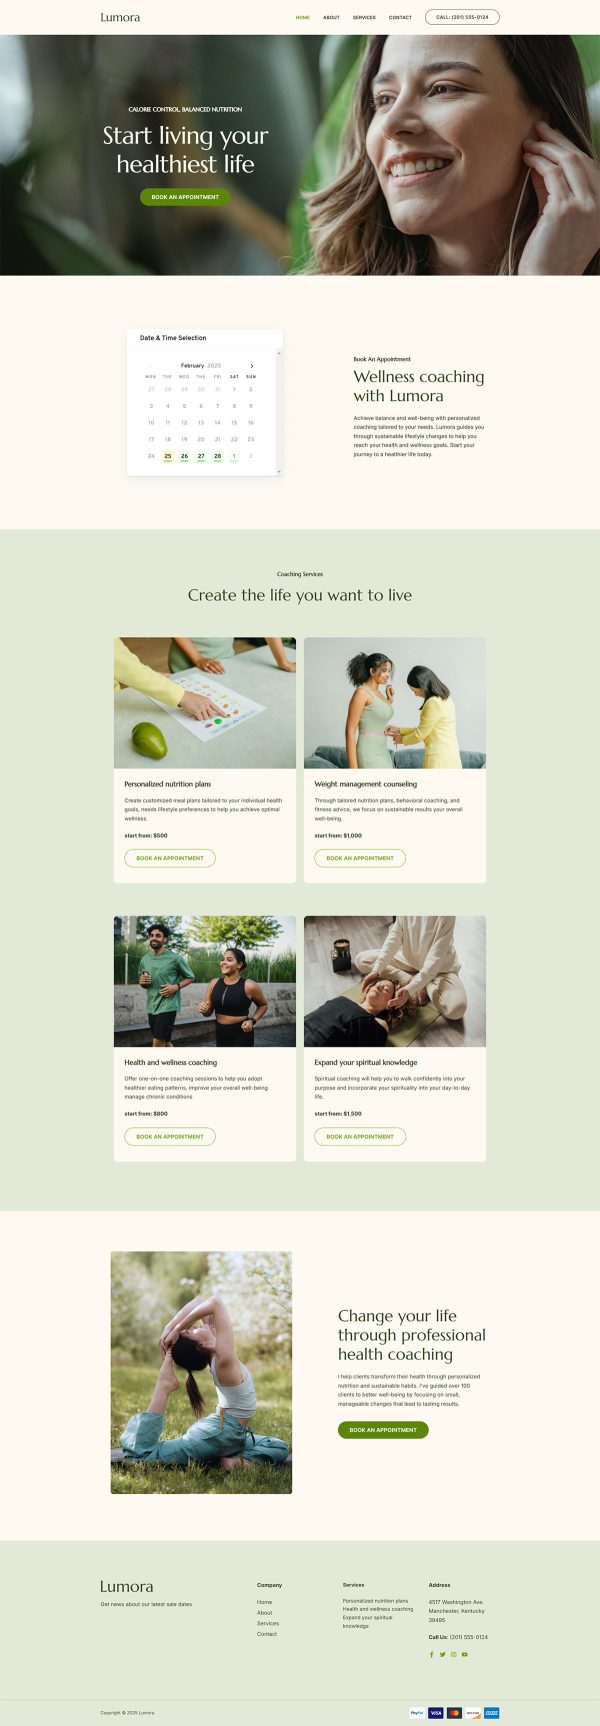 Lumora
HOME ABOUT SERVICES CONTACT CALL: (201) 555-0124
CALORIE CONTROL, BALANCED NUTRITION
Start living your
healthiest life
BOOK AN APPOINTMENT
Date & Time Selection
February 2025
MON TUE WED THU FRI SAT SUN
27 28 29 30 31 1 2
3 4 5 6 7 8 9
10 11 12 13 14 15 16
17 18 19 20 21 22 23
24 25 26 27 28 1 2
Book An Appointment
Wellness coaching
with Lumora
Achieve balance and well-being with personalized
coaching tailored to your needs. Lumora guides you
through sustainable lifestyle changes to help you
reach your health and wellness goals. Start your
journey to a healthier life today.
Coaching Services
Create the life you want to live
Personalized nutrition plans
Create customized meal plans tailored to your individual health
goals, needs lifestyle preferences to help you achieve optimal
wellness.
start from: $500
BOOK AN APPOINTMENT
Weight management counseling
Through tailored nutrition plans, behavioral coaching, and
fitness advice, we focus on sustainable results your overall
well-being.
start from: $1,000
BOOK AN APPOINTMENT
Health and wellness coaching
Offer one-on-one coaching sessions to help you adopt
healthier eating patterns, improve your overall well-being
manage chronic conditions
start from: $800
BOOK AN APPOINTMENT
Expand your spiritual knowledge
Spiritual coaching will help you to walk confidently into your
purpose and incorporate your spirituality into your day-to-day
life.
start from: $1,500
BOOK AN APPOINTMENT
Change your life
through professional
health coaching
I help clients transform their health through personalized
nutrition and sustainable habits. I've guided over 100
clients to better well-being by focusing on small,
manageable changes that lead to lasting results.
BOOK AN APPOINTMENT
Lumora
Get news about our latest sale dates
Company
Home
About
Services
Contact
Services
Personalized nutrition plans
Health and wellness coaching
Expand your spiritual
knowledge
Address
4517 Washington Ave.
Manchester, Kentucky
39495
Call Us: (201) 555-0124
Copyright © 2025 Lumora
PayPal VISA